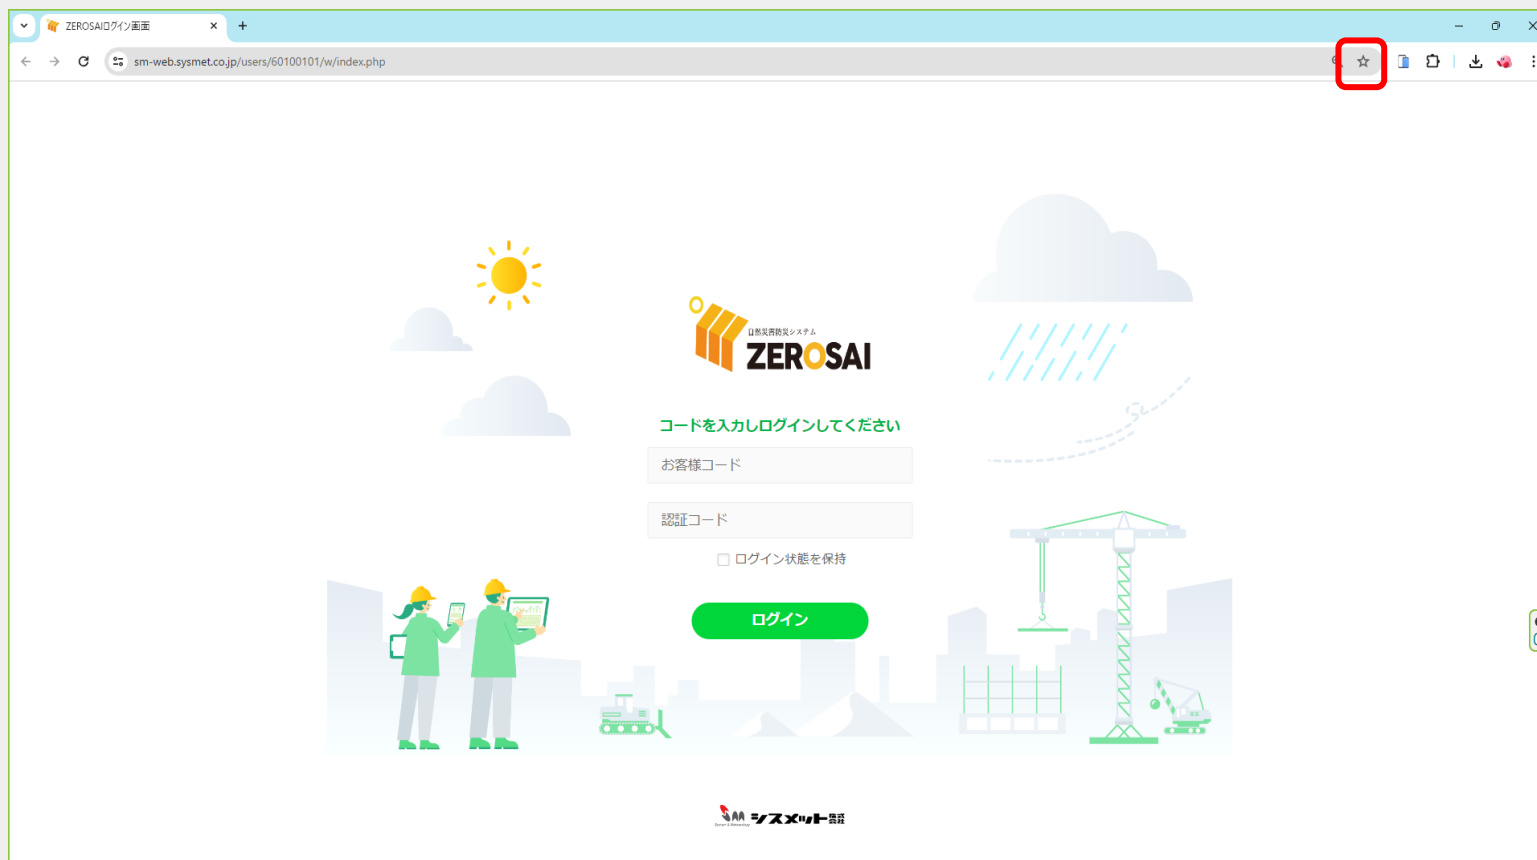 ZEROSAIログイン画面
sm-web.sysmet.co.jp/users/60100101/w/index.php
自然災害防災システム
ZEROSAI
コードを入力しログインしてください
お客様コード
認証コード
ログイン状態を保持
ログイン
シスメット株式会社